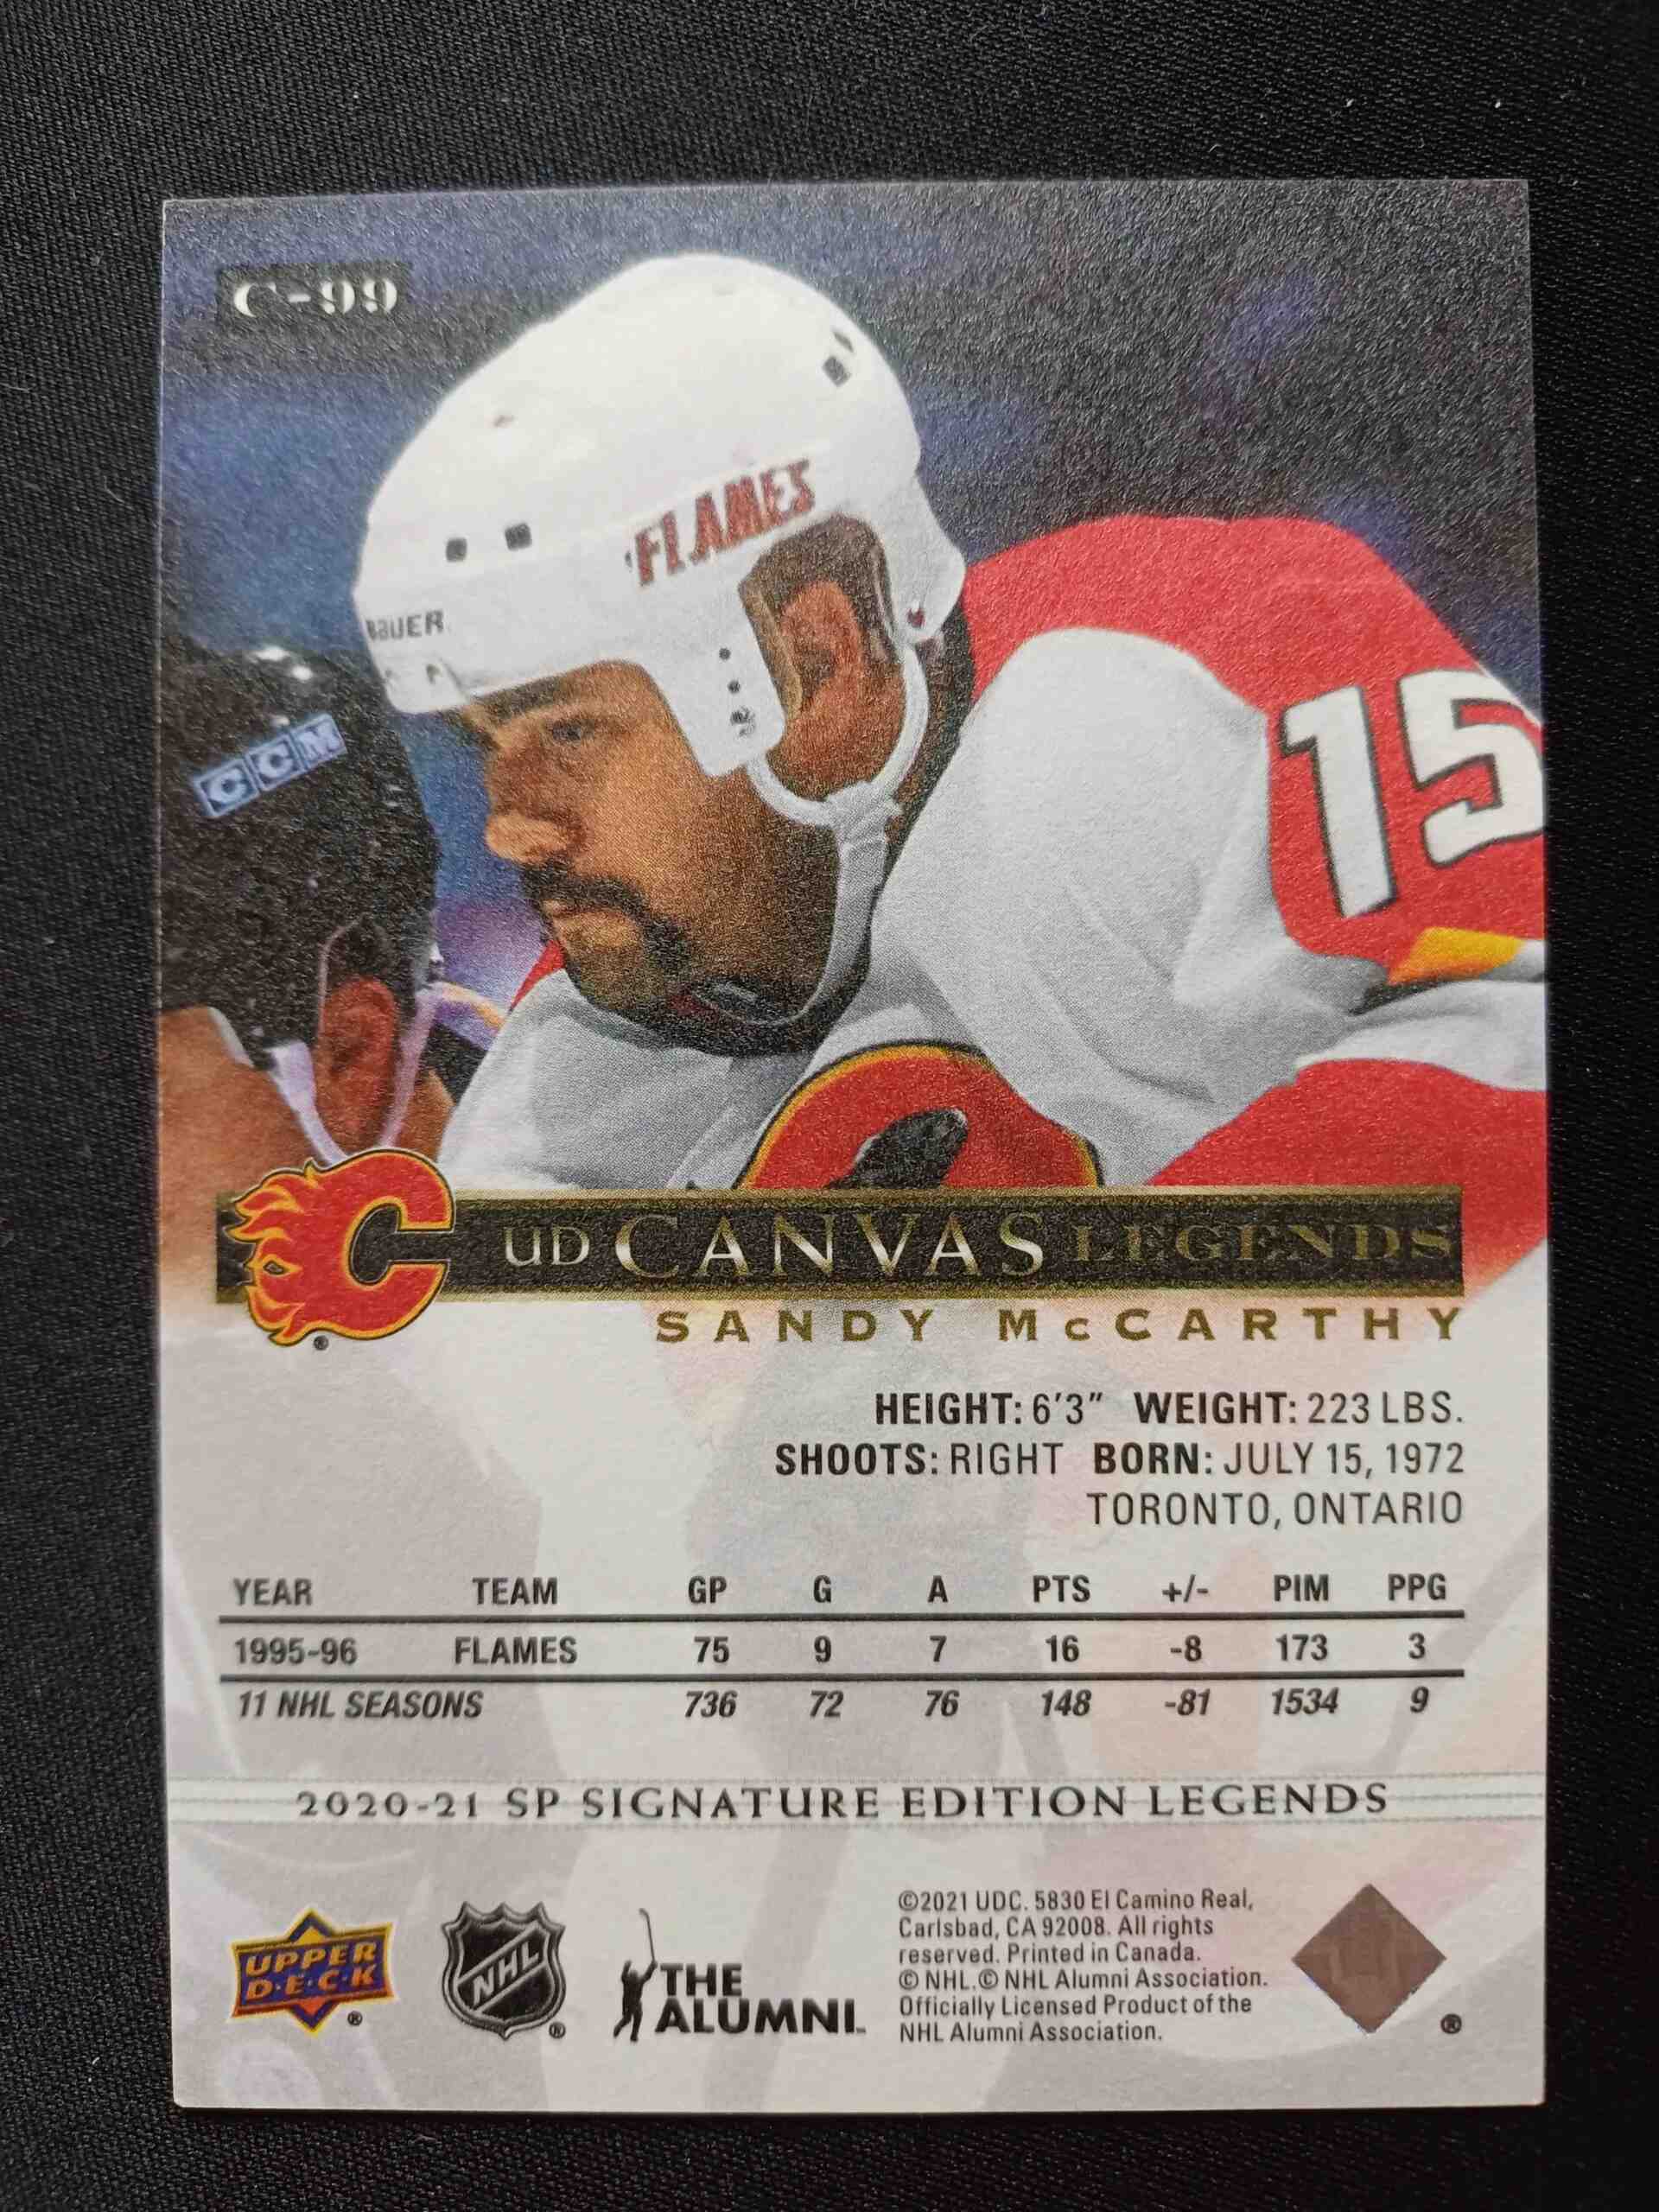 C-99
FLAMES
BAUER
CCM
15
UD CANVAS LEGENDS
SANDY McCARTHY
HEIGHT: 6'3" WEIGHT: 223 LBS.
SHOOTS: RIGHT BORN: JULY 15, 1972
TORONTO, ONTARIO
YEAR TEAM GP G A PTS +/- PIM PPG
1995-96 FLAMES 75 9 7 16 -8 173 3
11 NHL SEASONS 736 72 76 148 -81 1534 9
2020-21 SP SIGNATURE EDITION LEGENDS
UPPER
D·E·C·K
®
NHL
®
THE
ALUMNI
©2021 UDC. 5830 El Camino Real,
Carlsbad, CA 92008. All rights
reserved. Printed in Canada.
© NHL.© NHL Alumni Association.
Officially Licensed Product of the
NHL Alumni Association.
®